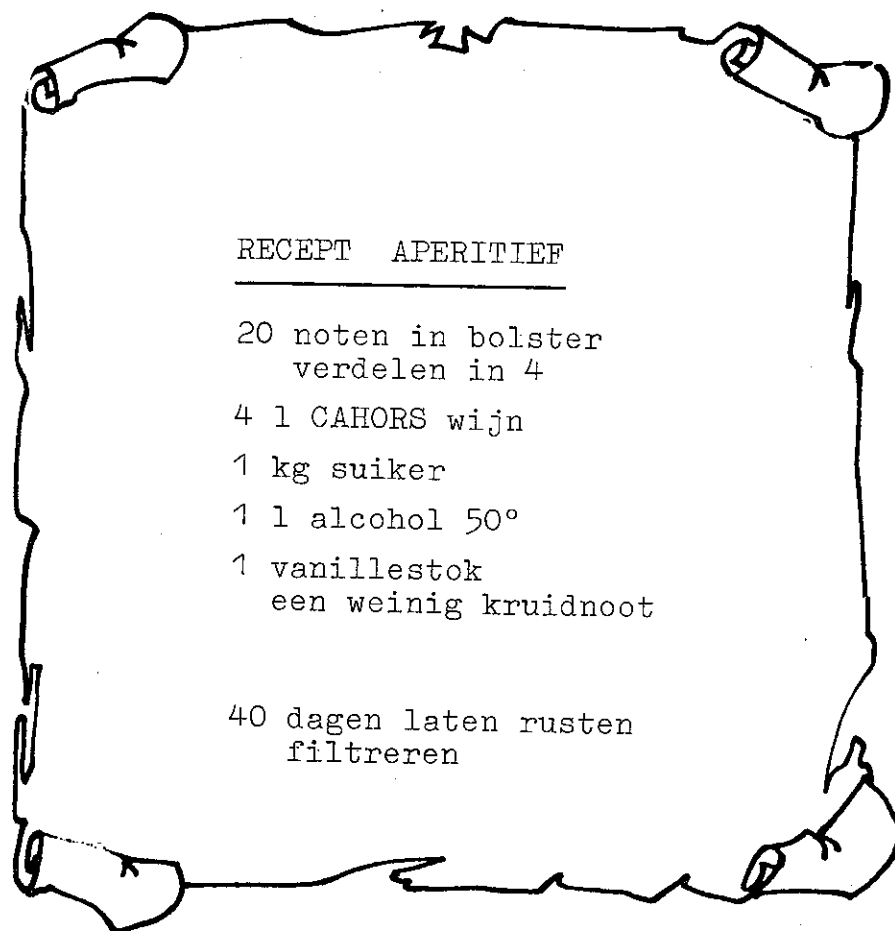 RECEPT APERITIEF
20 noten in bolster
verdelen in 4
4 l CAHORS wijn
1 kg suiker
1 l alcohol 50°
1 vanillestok
een weinig kruidnoot
40 dagen laten rusten
filtreren